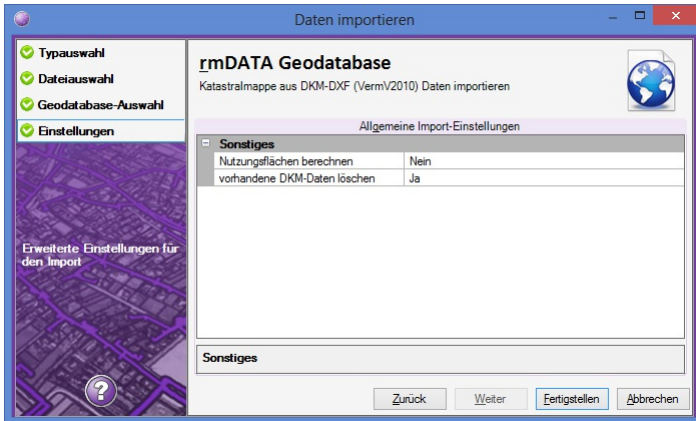 Daten importieren
Typauswahl
Dateiauswahl
Geodatabase-Auswahl
Einstellungen
Erweiterte Einstellungen für
den Import
?
rmDATA Geodatabase
Katastralmappe aus DKM-DXF (VermV2010) Daten importieren
Allgemeine Import-Einstellungen
Sonstiges
Nutzungsflächen berechnen Nein
vorhandene DKM-Daten löschen Ja
Sonstiges
Zurück Weiter Fertigstellen Abbrechen